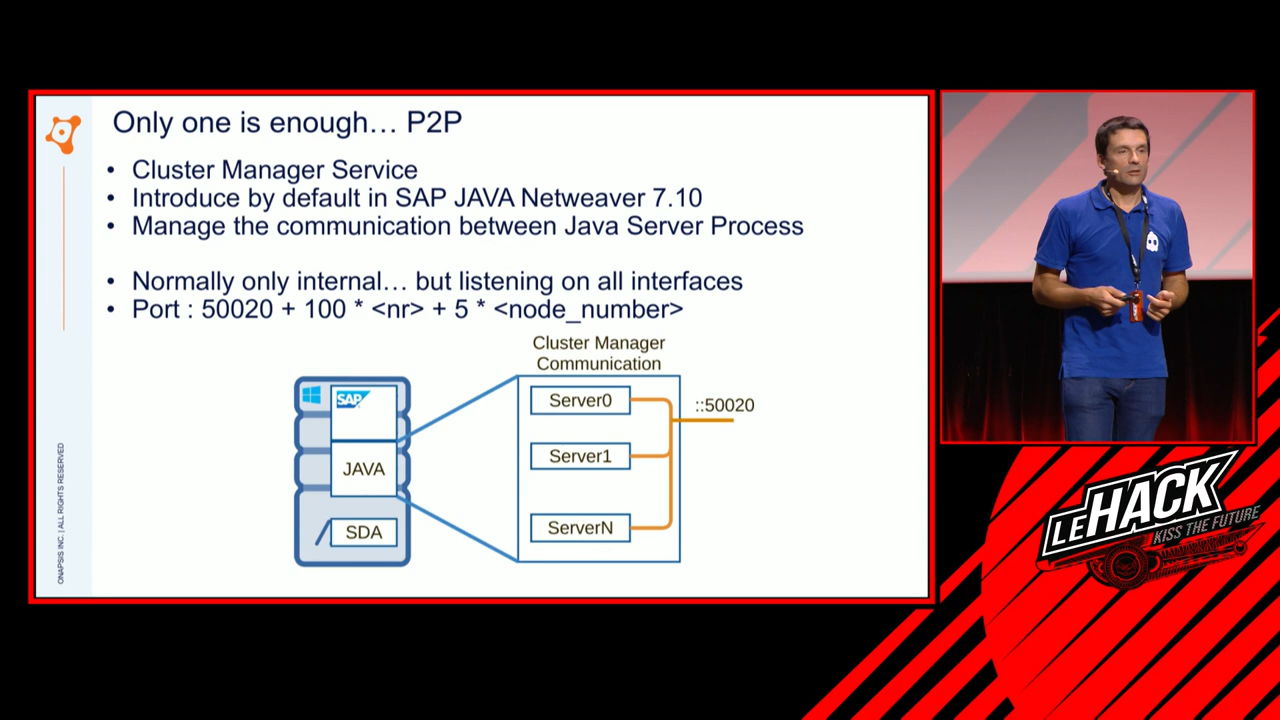 Only one is enough… P2P
• Cluster Manager Service
• Introduce by default in SAP JAVA Netweaver 7.10
• Manage the communication between Java Server Process
• Normally only internal… but listening on all interfaces
• Port : 50020 + 100 * <nr> + 5 * <node_number>
Cluster Manager
Communication
SAP
JAVA
SDA
Server0
Server1
ServerN
::50020
ONAPSIS INC. | ALL RIGHTS RESERVED
LEHACK
KISS THE FUTURE